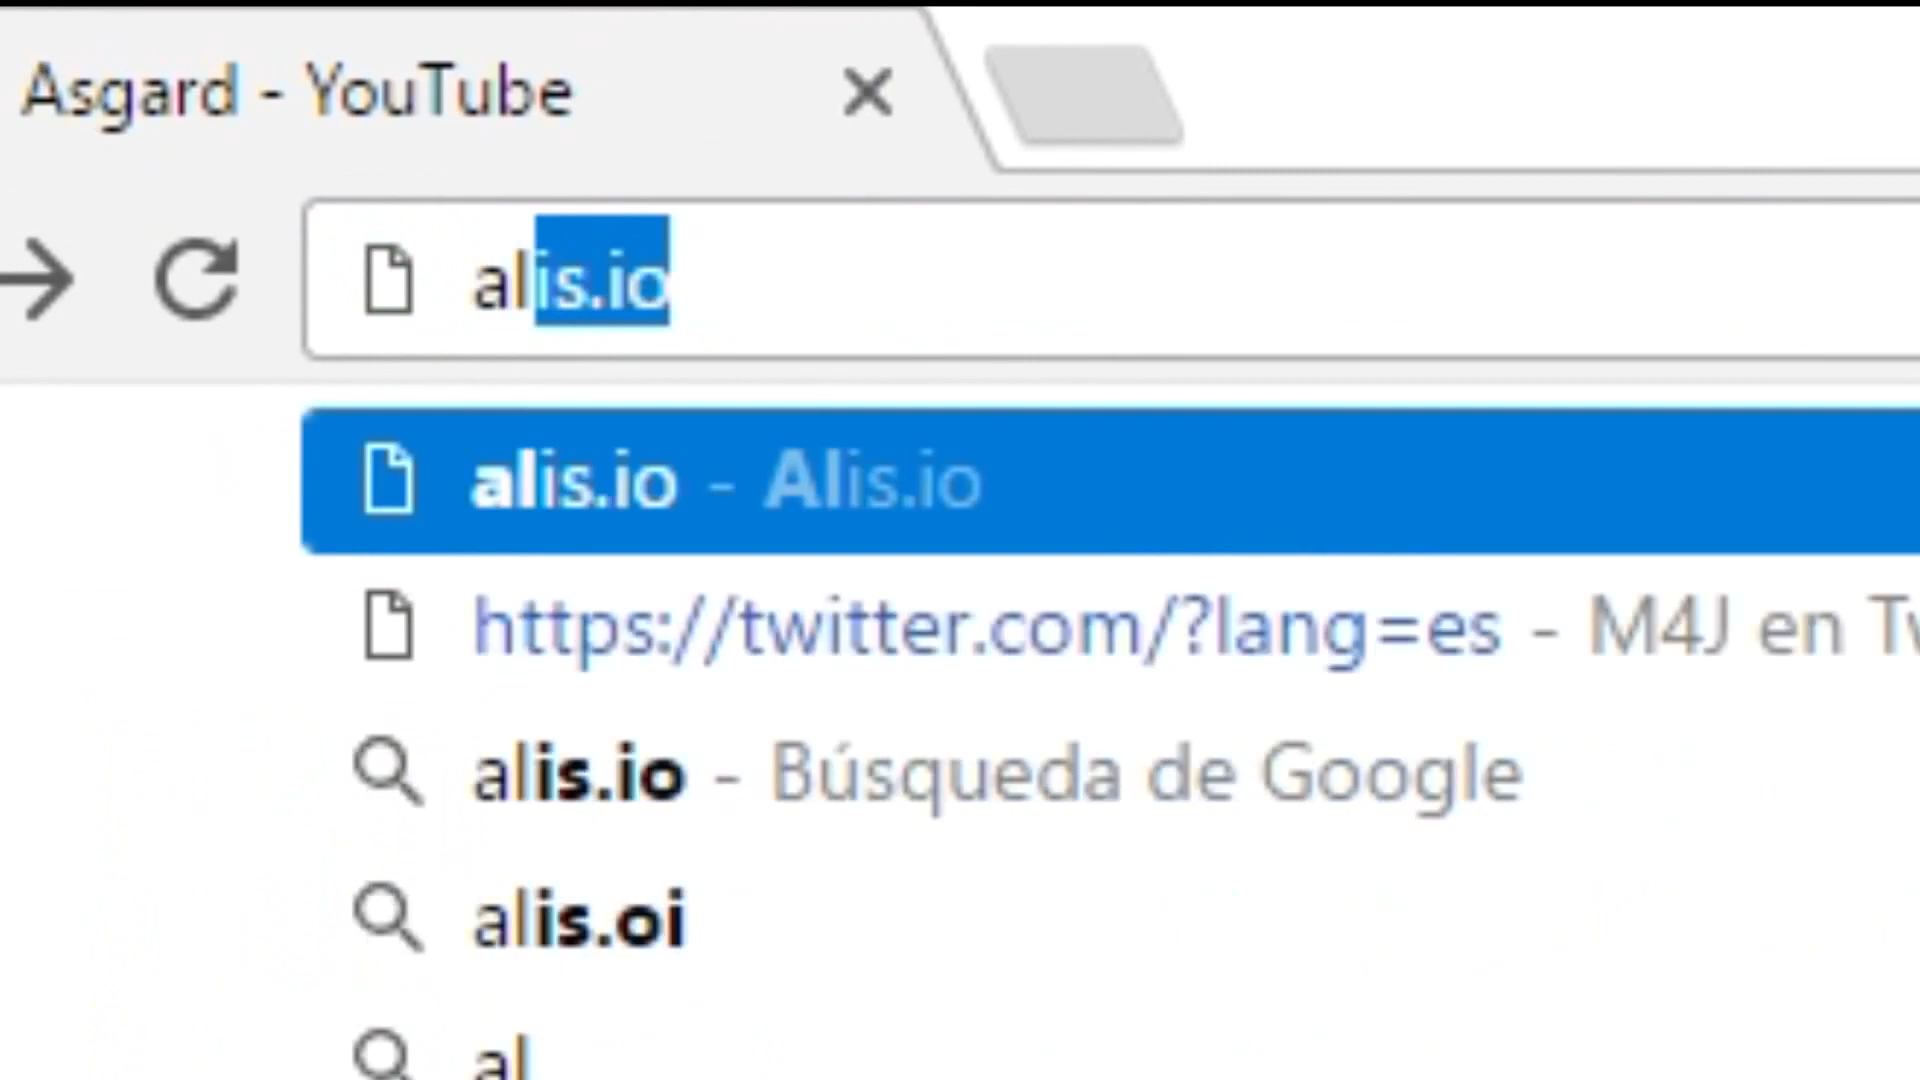 Asgard - YouTube
alis.io
alis.io - Alis.io
https://twitter.com/?lang=es - M4J en Tw
alis.io - Búsqueda de Google
alis.oi
al